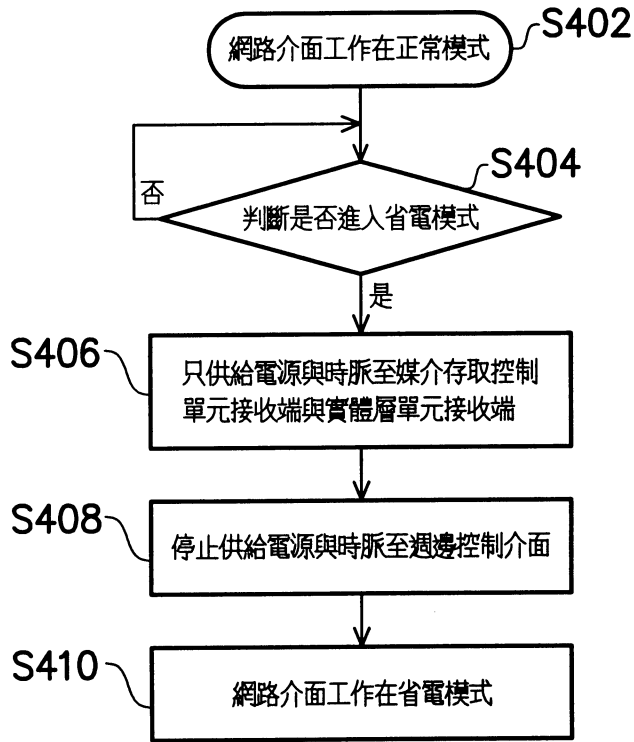 S402
網路介面工作在正常模式
S404
判斷是否進入省電模式
否
是
S406
只供給電源與時脈至媒介存取控制
單元接收端與實體層單元接收端
S408
停止供給電源與時脈至週邊控制介面
S410
網路介面工作在省電模式